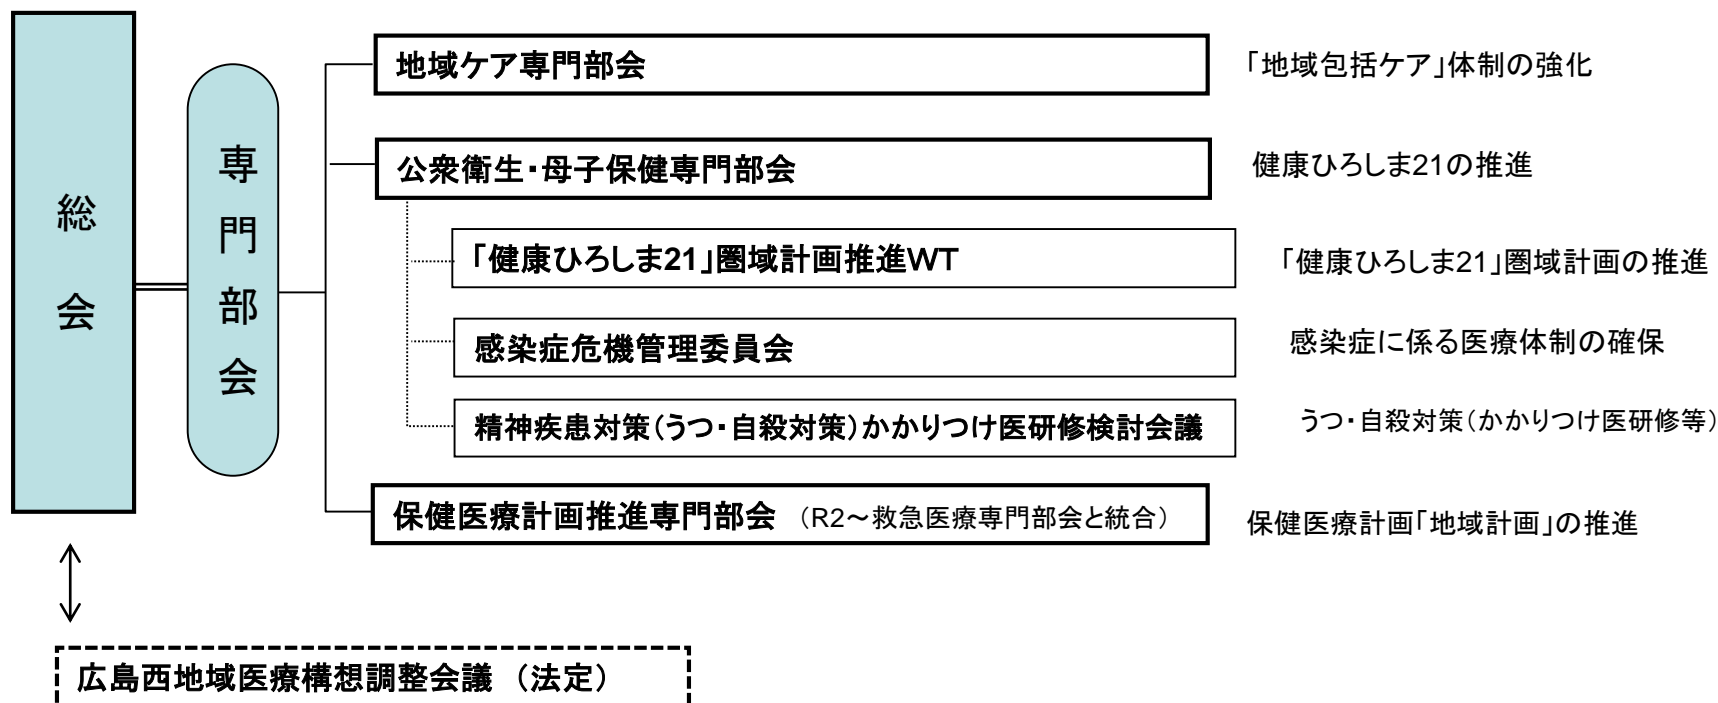 総会
専門部会
地域ケア専門部会
「地域包括ケア」体制の強化
公衆衛生・母子保健専門部会
健康ひろしま21の推進
「健康ひろしま21」圏域計画推進WT
「健康ひろしま21」圏域計画の推進
感染症危機管理委員会
感染症に係る医療体制の確保
精神疾患対策(うつ・自殺対策)かかりつけ医研修検討会議
うつ・自殺対策(かかりつけ医研修等)
保健医療計画推進専門部会 (R2～救急医療専門部会と統合)
保健医療計画「地域計画」の推進
広島西地域医療構想調整会議 (法定)